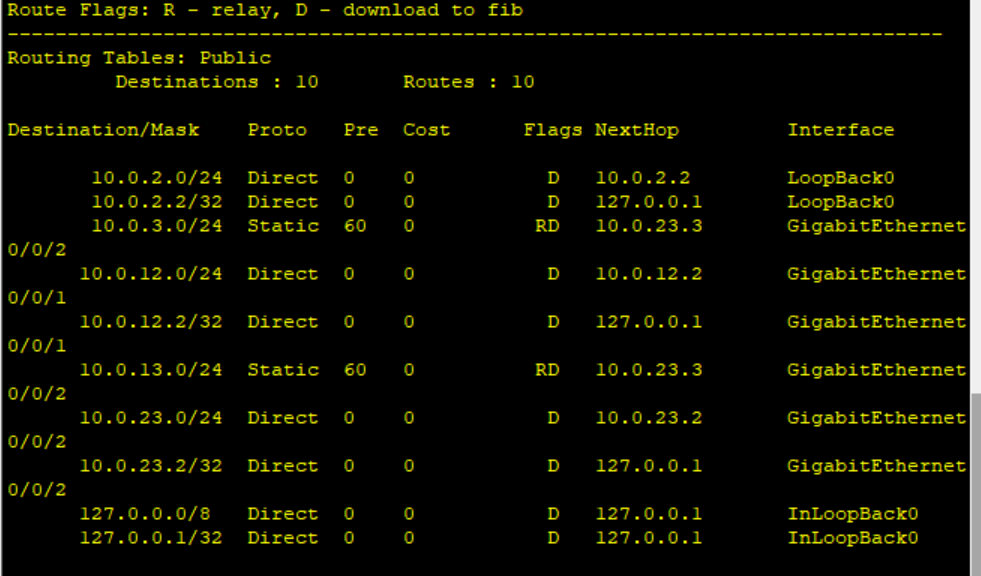 Route Flags: R - relay, D - download to fib
------------------------------------------------------------------------------
Routing Tables: Public
         Destinations : 10       Routes : 10

Destination/Mask    Proto   Pre  Cost      Flags NextHop         Interface

       10.0.2.0/24  Direct  0    0           D   10.0.2.2        LoopBack0
       10.0.2.2/32  Direct  0    0           D   127.0.0.1       LoopBack0
       10.0.3.0/24  Static  60   0          RD   10.0.23.3       GigabitEthernet
0/0/2
      10.0.12.0/24  Direct  0    0           D   10.0.12.2       GigabitEthernet
0/0/1
      10.0.12.2/32  Direct  0    0           D   127.0.0.1       GigabitEthernet
0/0/1
      10.0.13.0/24  Static  60   0          RD   10.0.23.3       GigabitEthernet
0/0/2
      10.0.23.0/24  Direct  0    0           D   10.0.23.2       GigabitEthernet
0/0/2
      10.0.23.2/32  Direct  0    0           D   127.0.0.1       GigabitEthernet
0/0/2
      127.0.0.0/8   Direct  0    0           D   127.0.0.1       InLoopBack0
      127.0.0.1/32  Direct  0    0           D   127.0.0.1       InLoopBack0